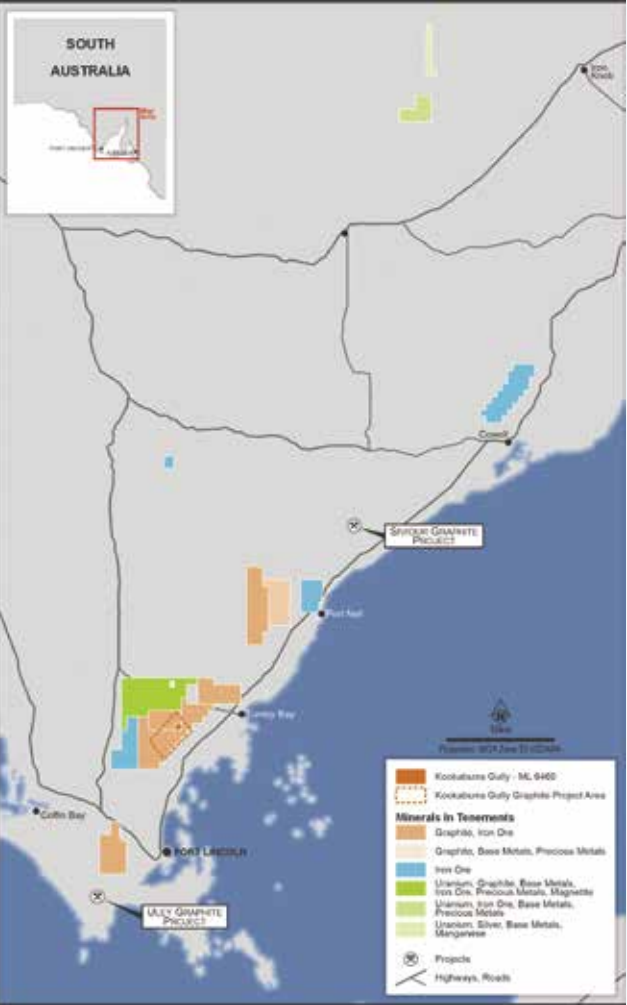 SOUTH
AUSTRALIA
Iron
Knob
Cowell
SIVIOUR GRAPHITE
PROJECT
Port Neill
Lipson Bay
Coffin Bay
PORT LINCOLN
ULEY GRAPHITE
PROJECT
Kookaburra Gully - ML 6460
Kookaburra Gully Graphite Project Area
Minerals In Tenements
Graphite, Iron Ore
Graphite, Base Metals, Precious Metals
Iron Ore
Uranium, Graphite, Base Metals,
Iron Ore, Precious Metals, Magnetite
Uranium, Iron Ore, Base Metals,
Precious Metals
Uranium, Silver, Base Metals,
Manganese
Projects
Highways, Roads